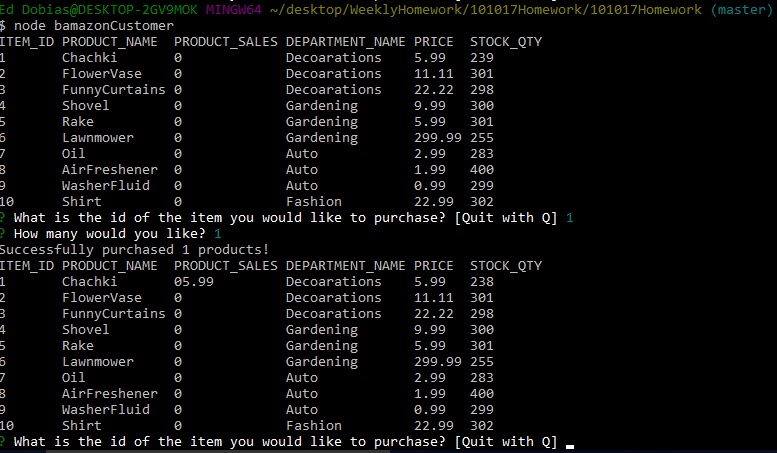 Ed Dobias@DESKTOP-2GV9MOK MINGW64 ~/desktop/WeeklyHomework/101017Homework/101017Homework (master)
$ node bamazonCustomer
ITEM_ID PRODUCT_NAME  PRODUCT_SALES DEPARTMENT_NAME PRICE  STOCK_QTY
1       Chachki       0             Decoarations    5.99   239
2       FlowerVase    0             Decoarations    11.11  301
3       FunnyCurtains 0             Decoarations    22.22  298
4       Shovel        0             Gardening       9.99   300
5       Rake          0             Gardening       5.99   301
6       Lawnmower     0             Gardening       299.99 255
7       Oil           0             Auto            2.99   283
8       AirFreshener  0             Auto            1.99   400
9       WasherFluid   0             Auto            0.99   299
10      Shirt         0             Fashion         22.99  302
? What is the id of the item you would like to purchase? [Quit with Q] 1
? How many would you like? 1
Successfully purchased 1 products!
ITEM_ID PRODUCT_NAME  PRODUCT_SALES DEPARTMENT_NAME PRICE  STOCK_QTY
1       Chachki       05.99         Decoarations    5.99   238
2       FlowerVase    0             Decoarations    11.11  301
3       FunnyCurtains 0             Decoarations    22.22  298
4       Shovel        0             Gardening       9.99   300
5       Rake          0             Gardening       5.99   301
6       Lawnmower     0             Gardening       299.99 255
7       Oil           0             Auto            2.99   283
8       AirFreshener  0             Auto            1.99   400
9       WasherFluid   0             Auto            0.99   299
10      Shirt         0             Fashion         22.99  302
? What is the id of the item you would like to purchase? [Quit with Q]